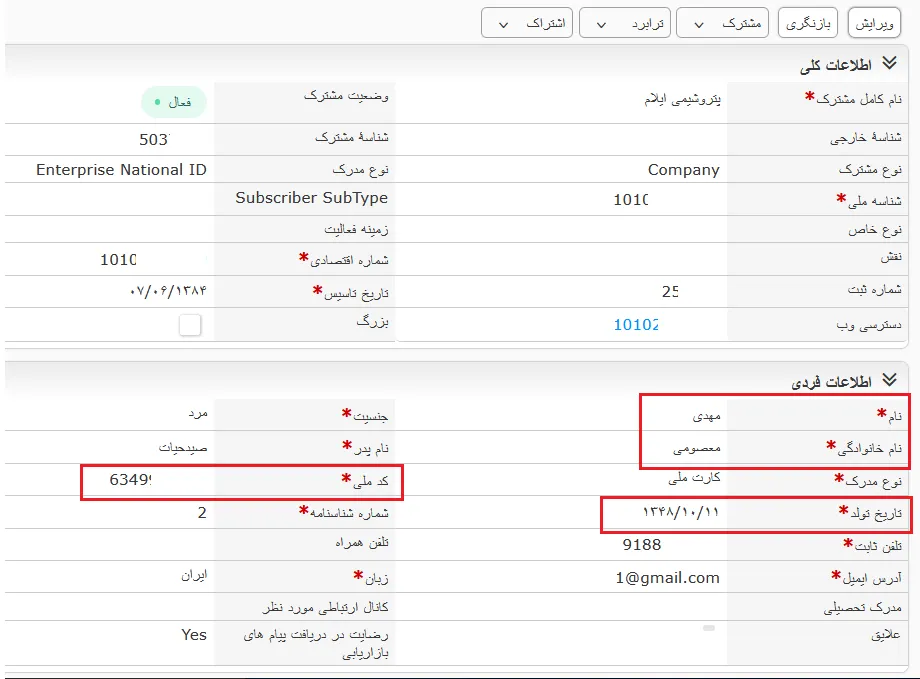 ویرایش بازنگری مشترک ترابرد اشتراک
اطلاعات کلی
نام کامل مشترک* پتروشیمی ایلام وضعیت مشترک فعال
شناسۀ خارجی شناسۀ مشترک 503
نوع مشترک Company نوع مدرک Enterprise National ID
شناسه ملی* 1010 Subscriber SubType
نوع خاص زمینه فعالیت
نقش شماره اقتصادی* 1010
شماره ثبت 25 تاریخ تاسیس* ۰۷/۰۶/۱۳۸۴
دسترسی وب 10102 بزرگ
اطلاعات فردی
نام* مهدی جنسیت* مرد
نام خانوادگی* معصومی نام پدر* صیدحیات
نوع مدرک* کارت ملی کد ملی* 6349
تاریخ تولد* ۱۳۴۸/۱۰/۱۱ شماره شناسنامه* 2
تلفن ثابت* 9188 تلفن همراه
آدرس ایمیل* 1@gmail.com زبان* ایران
مدرک تحصیلی کانال ارتباطی مورد نظر
علایق رضایت در دریافت پیام های Yes
بازاریابی